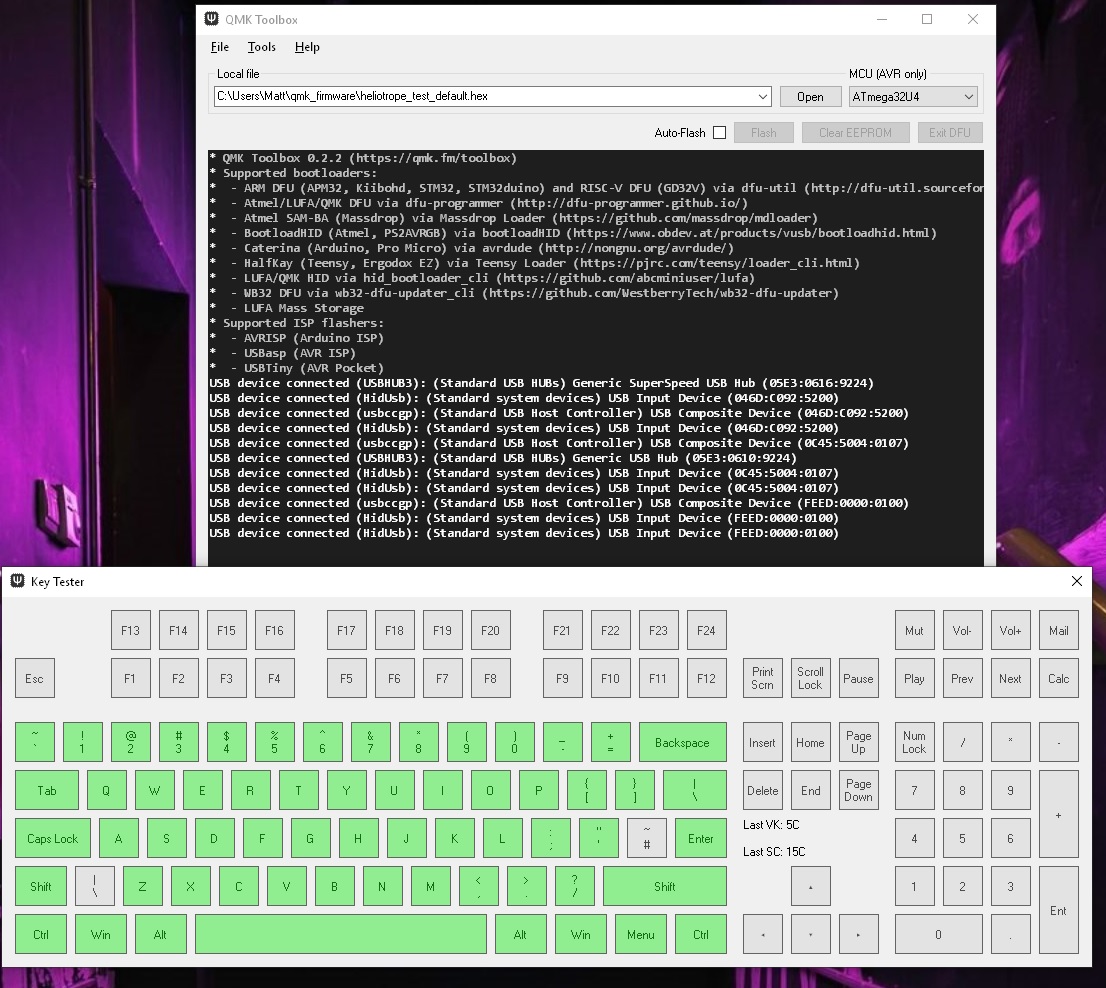 QMK Toolbox
File Tools Help
Local file MCU (AVR only)
C:\Users\Matt\qmk_firmware\heliotrope_test_default.hex Open ATmega32U4
Auto-Flash Flash Clear EEPROM Exit DFU
* QMK Toolbox 0.2.2 (https://qmk.fm/toolbox)
* Supported bootloaders:
*  - ARM DFU (APM32, Kiibohd, STM32, STM32duino) and RISC-V DFU (GD32V) via dfu-util (http://dfu-util.sourcefor
*  - Atmel/LUFA/QMK DFU via dfu-programmer (http://dfu-programmer.github.io/)
*  - Atmel SAM-BA (Massdrop) via Massdrop Loader (https://github.com/massdrop/mdloader)
*  - BootloadHID (Atmel, PS2AVRGB) via bootloadHID (https://www.obdev.at/products/vusb/bootloadhid.html)
*  - Caterina (Arduino, Pro Micro) via avrdude (http://nongnu.org/avrdude/)
*  - HalfKay (Teensy, Ergodox EZ) via Teensy Loader (https://pjrc.com/teensy/loader_cli.html)
*  - LUFA/QMK HID via hid_bootloader_cli (https://github.com/abcminiuser/lufa)
*  - WB32 DFU via wb32-dfu-updater_cli (https://github.com/WestberryTech/wb32-dfu-updater)
*  - LUFA Mass Storage
* Supported ISP flashers:
*  - AVRISP (Arduino ISP)
*  - USBasp (AVR ISP)
*  - USBTiny (AVR Pocket)
USB device connected (USBHUB3): (Standard USB HUBs) Generic SuperSpeed USB Hub (05E3:0616:9224)
USB device connected (HidUsb): (Standard system devices) USB Input Device (046D:C092:5200)
USB device connected (usbccgp): (Standard USB Host Controller) USB Composite Device (046D:C092:5200)
USB device connected (HidUsb): (Standard system devices) USB Input Device (046D:C092:5200)
USB device connected (usbccgp): (Standard USB Host Controller) USB Composite Device (0C45:5004:0107)
USB device connected (USBHUB3): (Standard USB HUBs) Generic USB Hub (05E3:0610:9224)
USB device connected (HidUsb): (Standard system devices) USB Input Device (0C45:5004:0107)
USB device connected (HidUsb): (Standard system devices) USB Input Device (0C45:5004:0107)
USB device connected (usbccgp): (Standard USB Host Controller) USB Composite Device (FEED:0000:0100)
USB device connected (HidUsb): (Standard system devices) USB Input Device (FEED:0000:0100)
USB device connected (HidUsb): (Standard system devices) USB Input Device (FEED:0000:0100)
Key Tester
F13 F14 F15 F16 F17 F18 F19 F20 F21 F22 F23 F24 Mut Vol- Vol+ Mail
Esc F1 F2 F3 F4 F5 F6 F7 F8 F9 F10 F11 F12 Print Scrn Scroll Lock Pause Play Prev Next Calc
~ ! @ # $ % ^ & * ( ) _ +
` 1 2 3 4 5 6 7 8 9 0 - = Backspace Insert Home Page Up Num Lock / * -
{ } |
Tab Q W E R T Y U I O P [ ] \ Delete End Page Down 7 8 9 +
Last VK: 5C
: " ~
Caps Lock A S D F G H J K L ; ' # Enter 4 5 6
Last SC: 15C
| < > ?
Shift \ Z X C V B N M , . / Shift 1 2 3 Ent
Ctrl Win Alt Alt Win Menu Ctrl 0 .